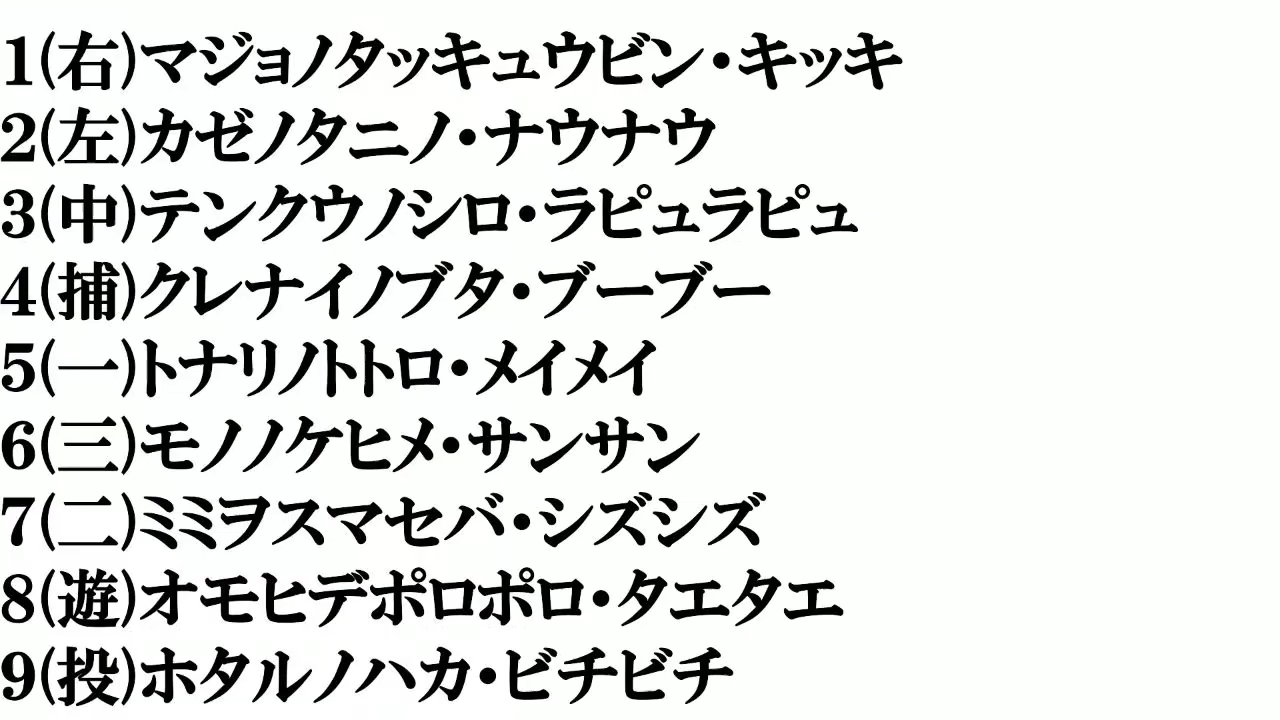 1(右)マジョノタッキュウビン・キッキ
2(左)カゼノタニノ・ナウナウ
3(中)テンクウノシロ・ラピュラピュ
4(捕)クレナイノブタ・ブーブー
5(一)トナリノトトロ・メイメイ
6(三)モノノケヒメ・サンサン
7(二)ミミヲスマセバ・シズシズ
8(遊)オモヒデポロポロ・タエタエ
9(投)ホタルノハカ・ビチビチ